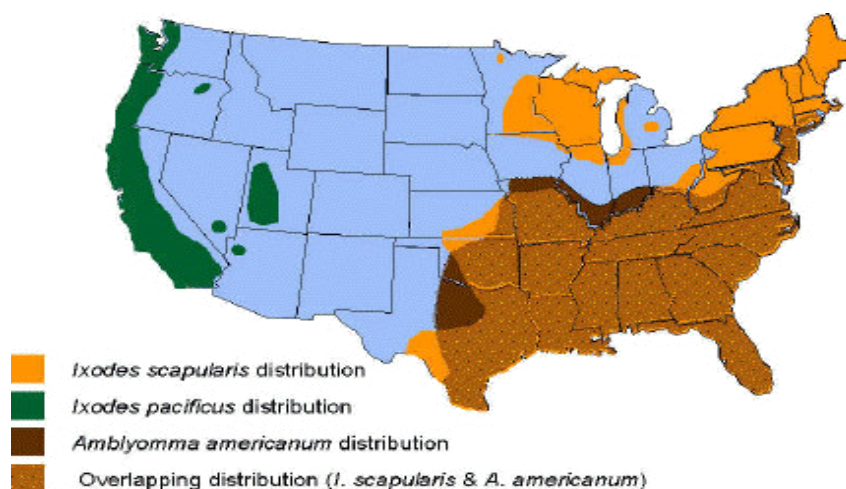 Ixodes scapularis distribution
Ixodes pacificus distribution
Amblyomma americanum distribution
Overlapping distribution (I. scapularis & A. americanum)